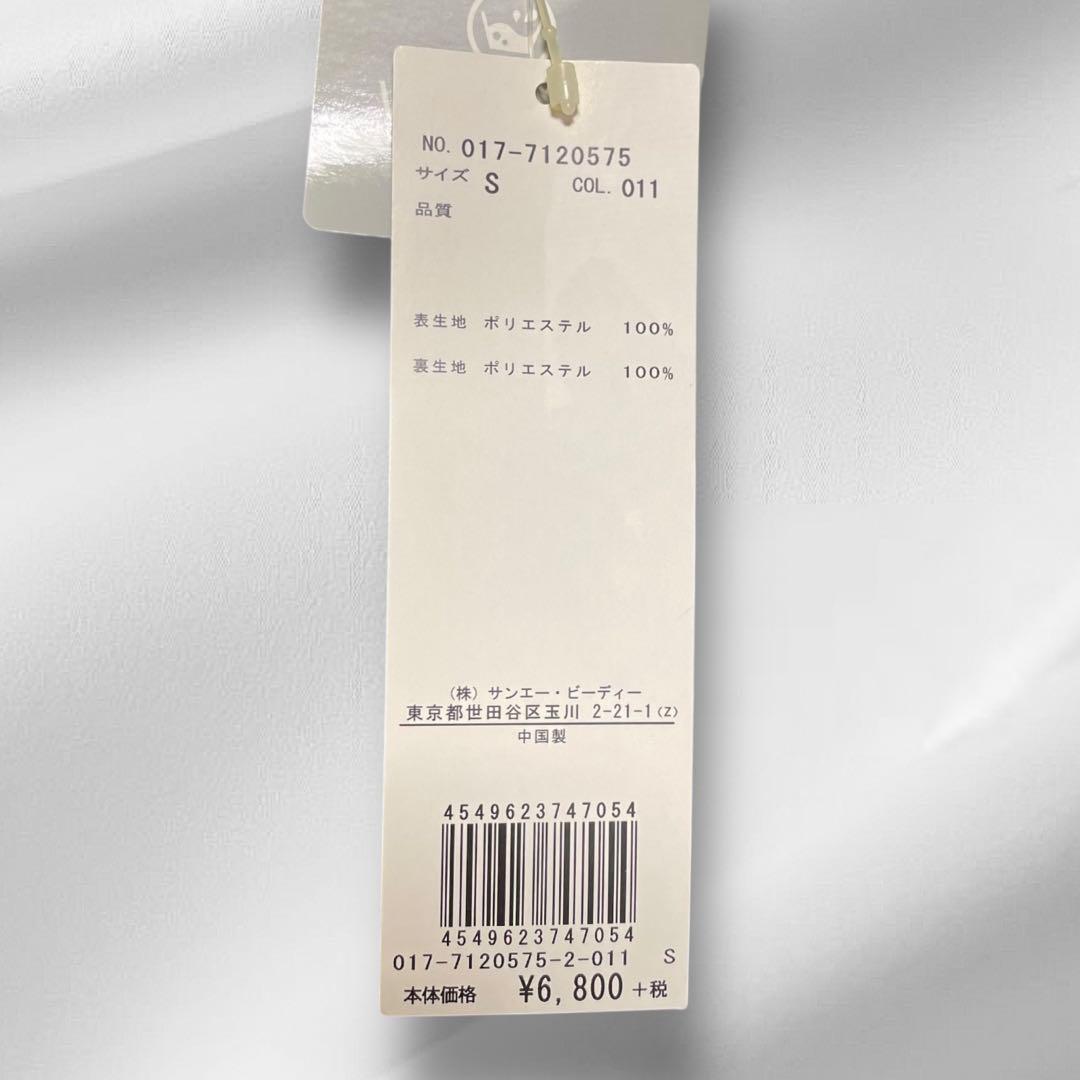 NO. 017-7120575
サイズ S COL. 011
品質
表生地 ポリエステル 100%
裏生地 ポリエステル 100%
(株) サンエー・ビーディー
東京都世田谷区玉川 2-21-1(Z)
中国製
4549623747054
4549623747054
017-7120575-2-011 S
本体価格 ¥6,800+税